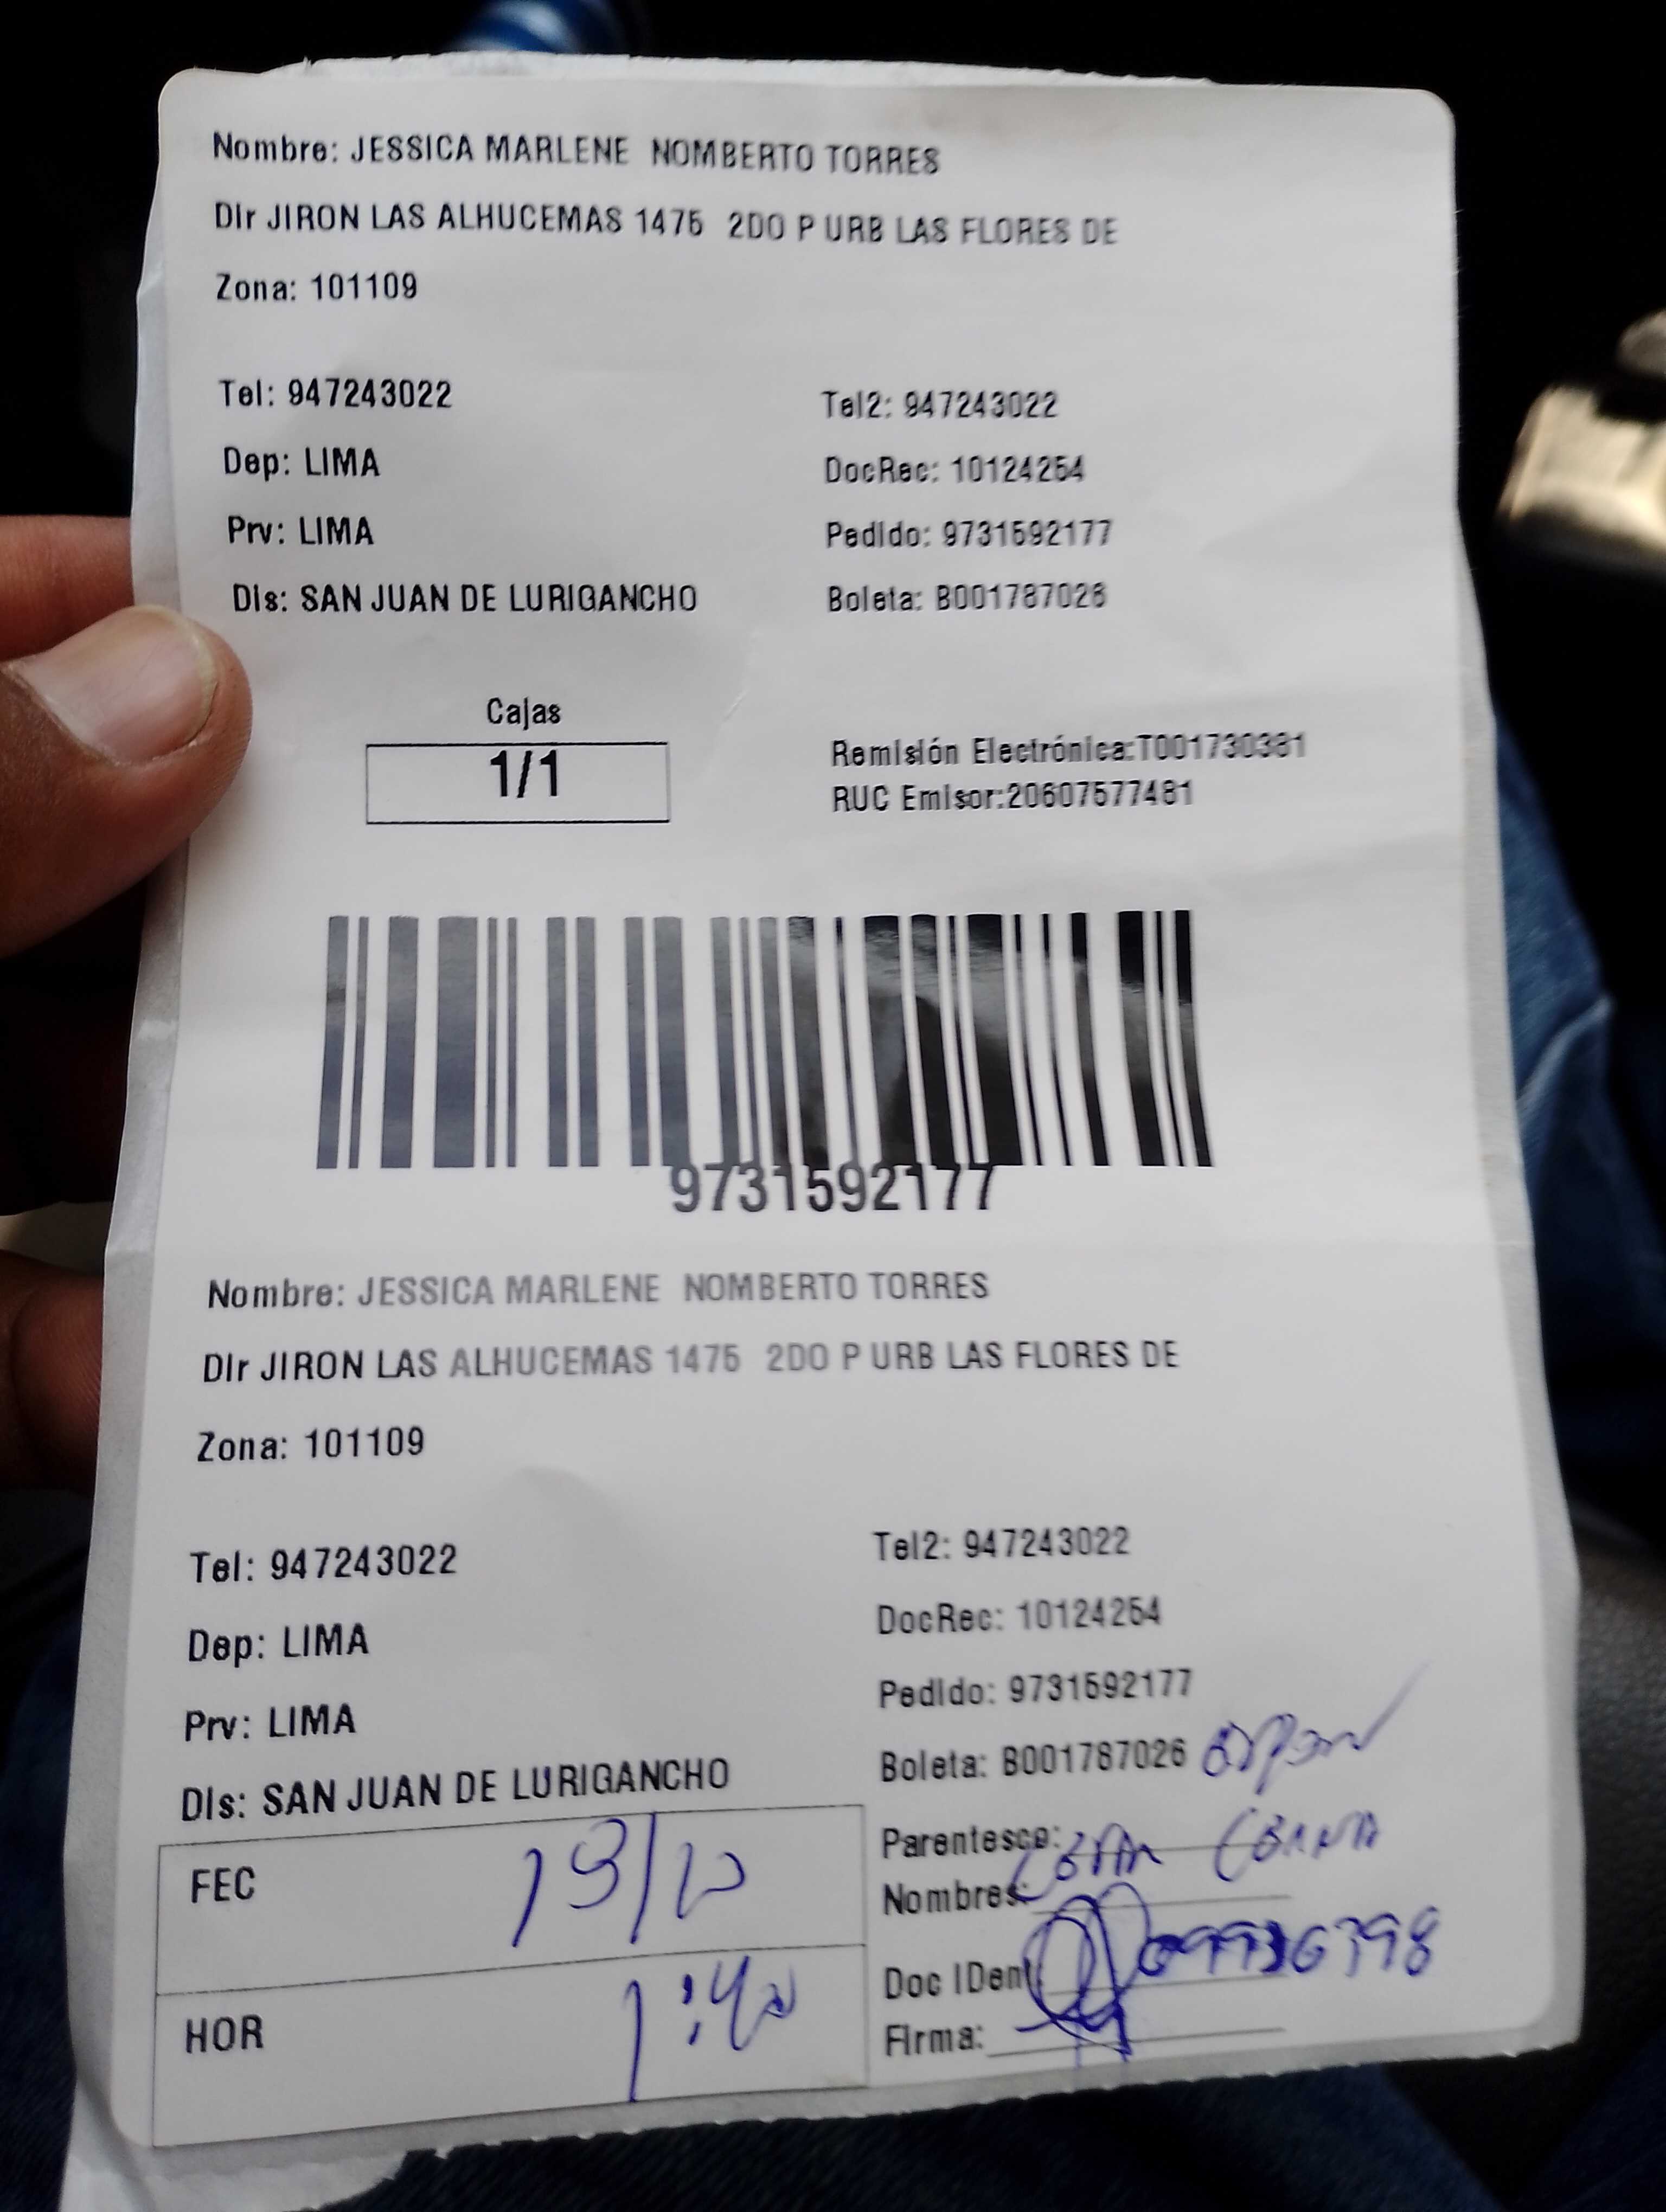 Nombre: JESSICA MARLENE NOMBERTO TORRES
Dir JIRON LAS ALHUCEMAS 1475 2DO P URB LAS FLORES DE
Zona: 101109
Tel: 947243022 Tel2: 947243022
Dep: LIMA DocRec: 10124254
Prv: LIMA Pedido: 9731592177
Dis: SAN JUAN DE LURIGANCHO Boleta: B001787026
Cajas
1/1
Remisión Electrónica:T001730381
RUC Emisor:20607577481
9731592177
Nombre: JESSICA MARLENE NOMBERTO TORRES
Dir JIRON LAS ALHUCEMAS 1475 2DO P URB LAS FLORES DE
Zona: 101109
Tel: 947243022 Tel2: 947243022
Dep: LIMA DocRec: 10124254
Prv: LIMA Pedido: 9731592177
Dis: SAN JUAN DE LURIGANCHO Boleta: B001787026
Parentesco:
FEC
Nombres:
Doc IDent:
HOR 1:40
Firma: